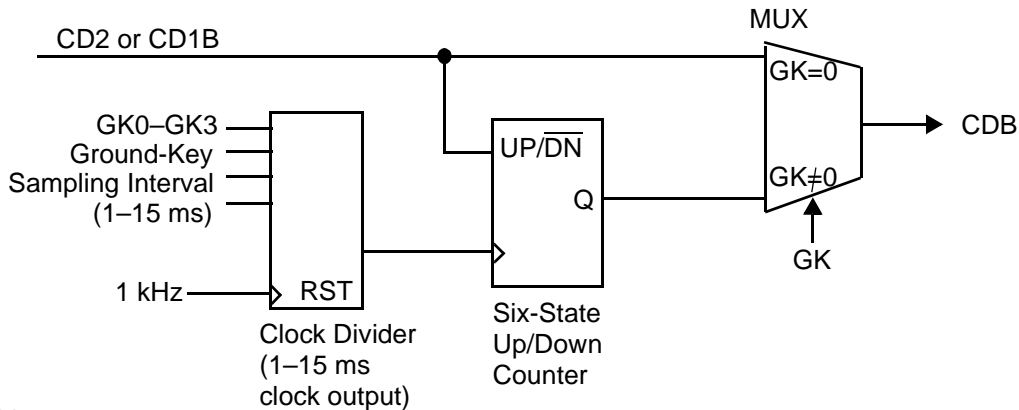 MUX
CD2 or CD1B
GK=0
GK0–GK3
Ground-Key
Sampling Interval
(1–15 ms)
UP/DN
CDB
GK≠0
Q
GK
1 kHz
RST
Clock Divider
(1–15 ms
clock output)
Six-State
Up/Down
Counter